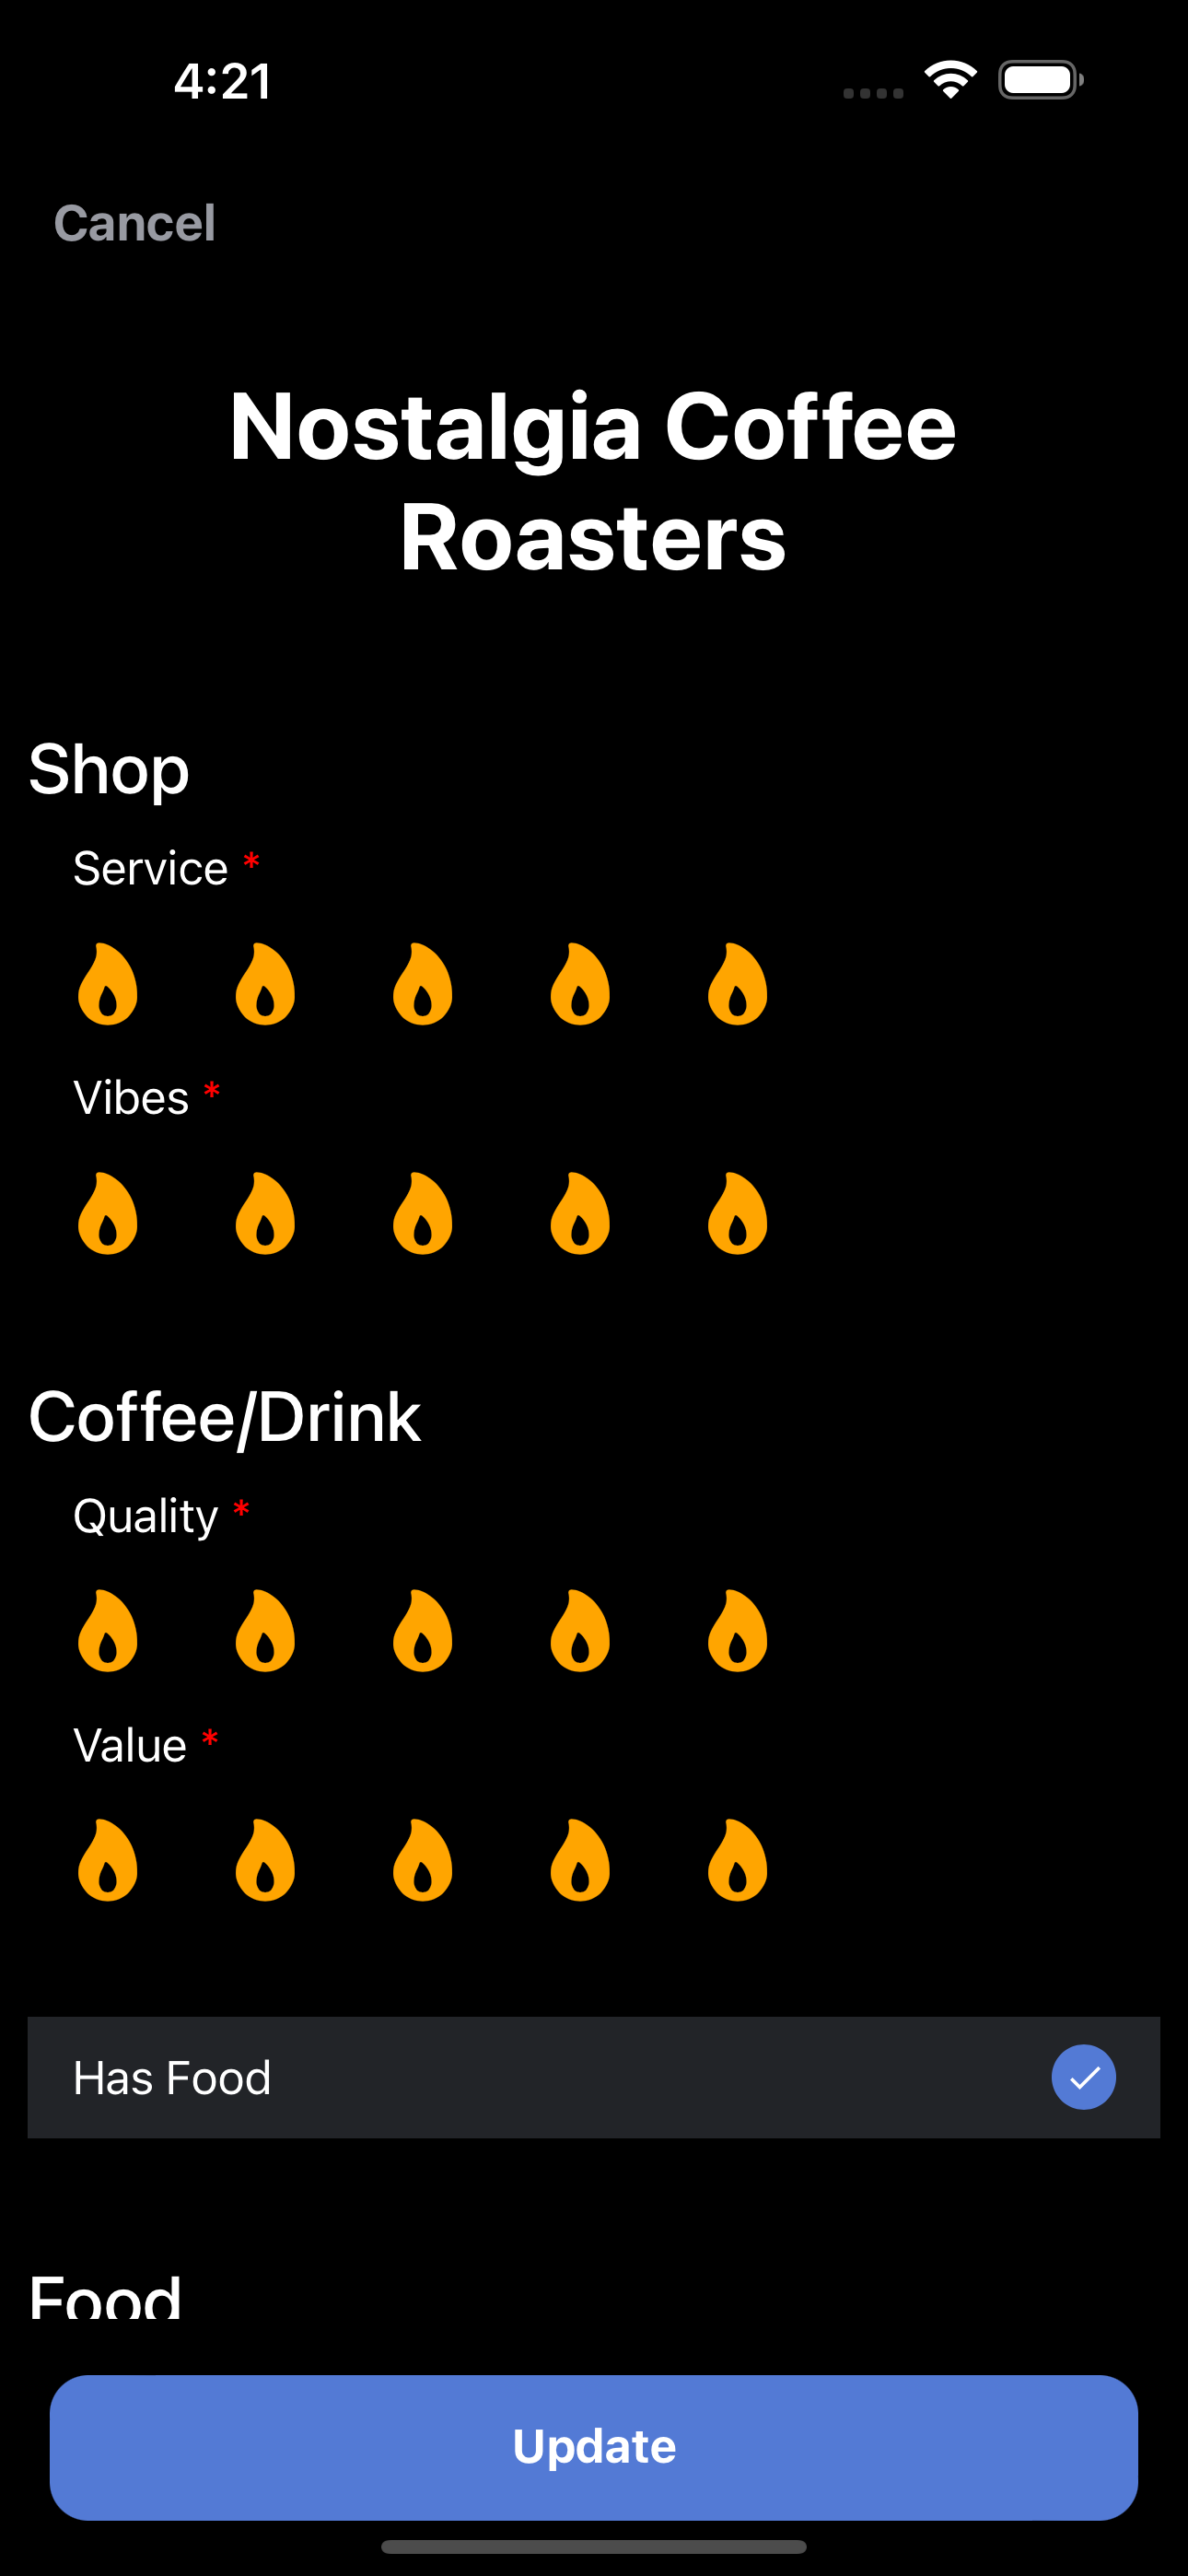 4:21
Cancel
Nostalgia Coffee
Roasters
Shop
Service *
Vibes *
Coffee/Drink
Quality *
Value *
Has Food
Food
Update